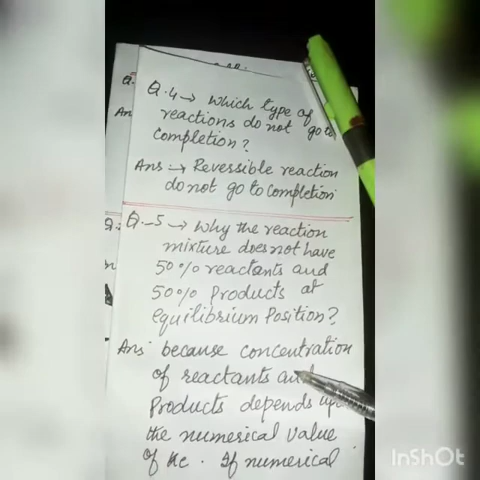 Q.4 → Which type of
reactions do not go to
completion?
Ans → Reversible reaction
do not go to completion
Q-5 → Why the reaction
mixture does not have
50% reactants and
50% Products at
equilibrium Position?
Ans because concentration
of reactants and
Products depends
the numerical value
of Kc. If numerical
InShOt